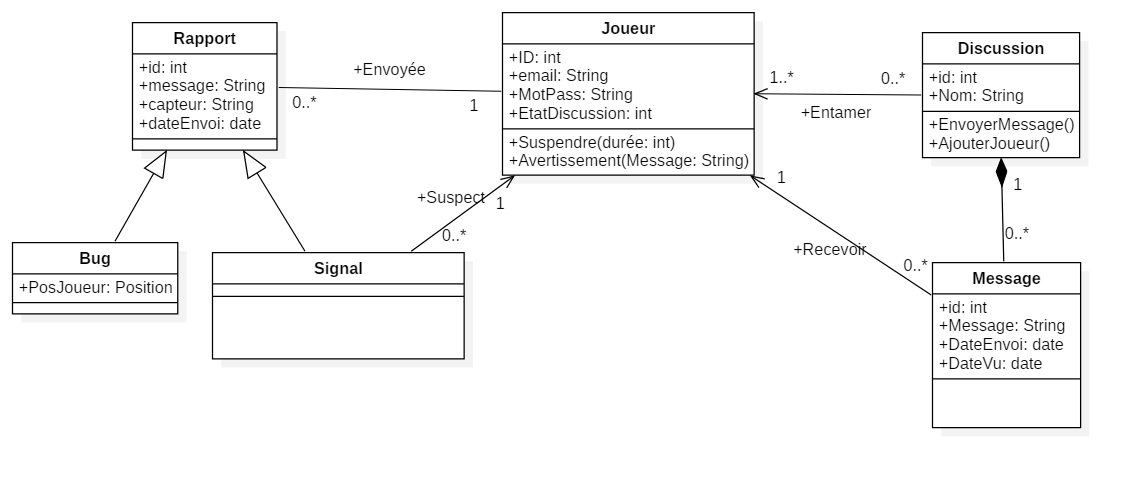 Rapport
+id: int
+message: String
+capteur: String
+dateEnvoi: date
+Envoyée
0..*
1
Joueur
+ID: int
+email: String
+MotPass: String
+EtatDiscussion: int
+Suspendre(durée: int)
+Avertissement(Message: String)
1..*
0..*
+Entamer
Discussion
+id: int
+Nom: String
+EnvoyerMessage()
+AjouterJoueur()
+Suspect
1
0..*
1
+Recevoir
0..*
1
0..*
Bug
+PosJoueur: Position
Signal
Message
+id: int
+Message: String
+DateEnvoi: date
+DateVu: date